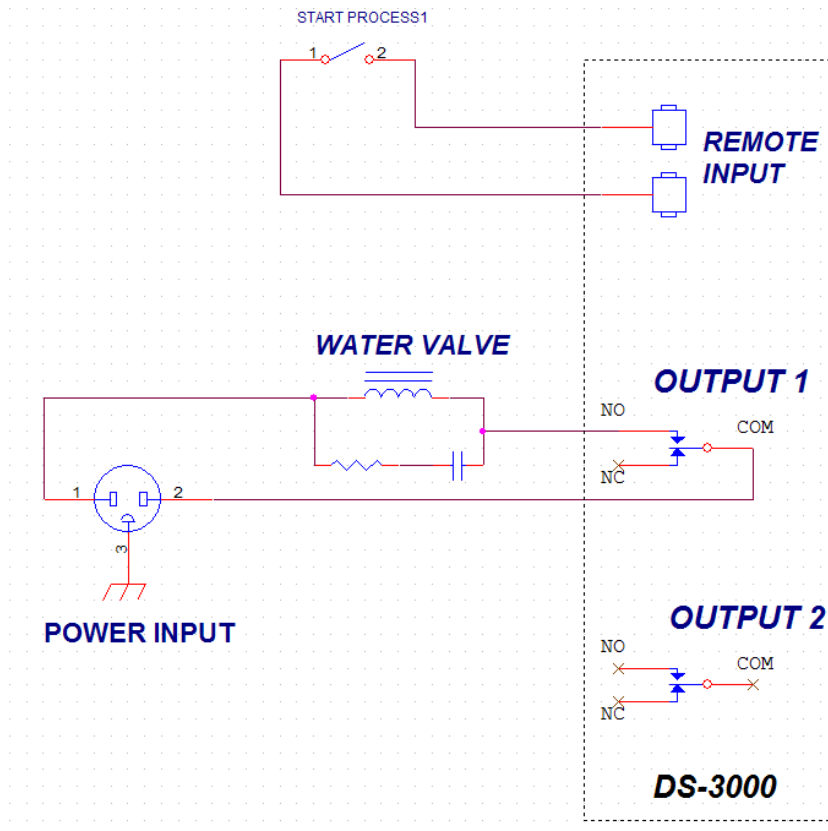 START PROCESS1
1 2
REMOTE
INPUT
WATER VALVE
OUTPUT 1
NO
COM
NC
1 2
3
POWER INPUT
OUTPUT 2
NO
COM
NC
DS-3000